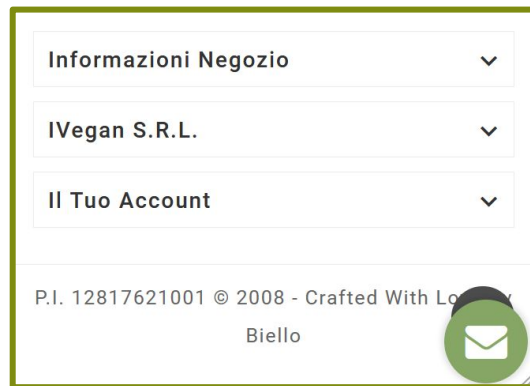 Informazioni Negozio
IVegan S.R.L.
Il Tuo Account
P.I. 12817621001 © 2008 - Crafted With
Biello